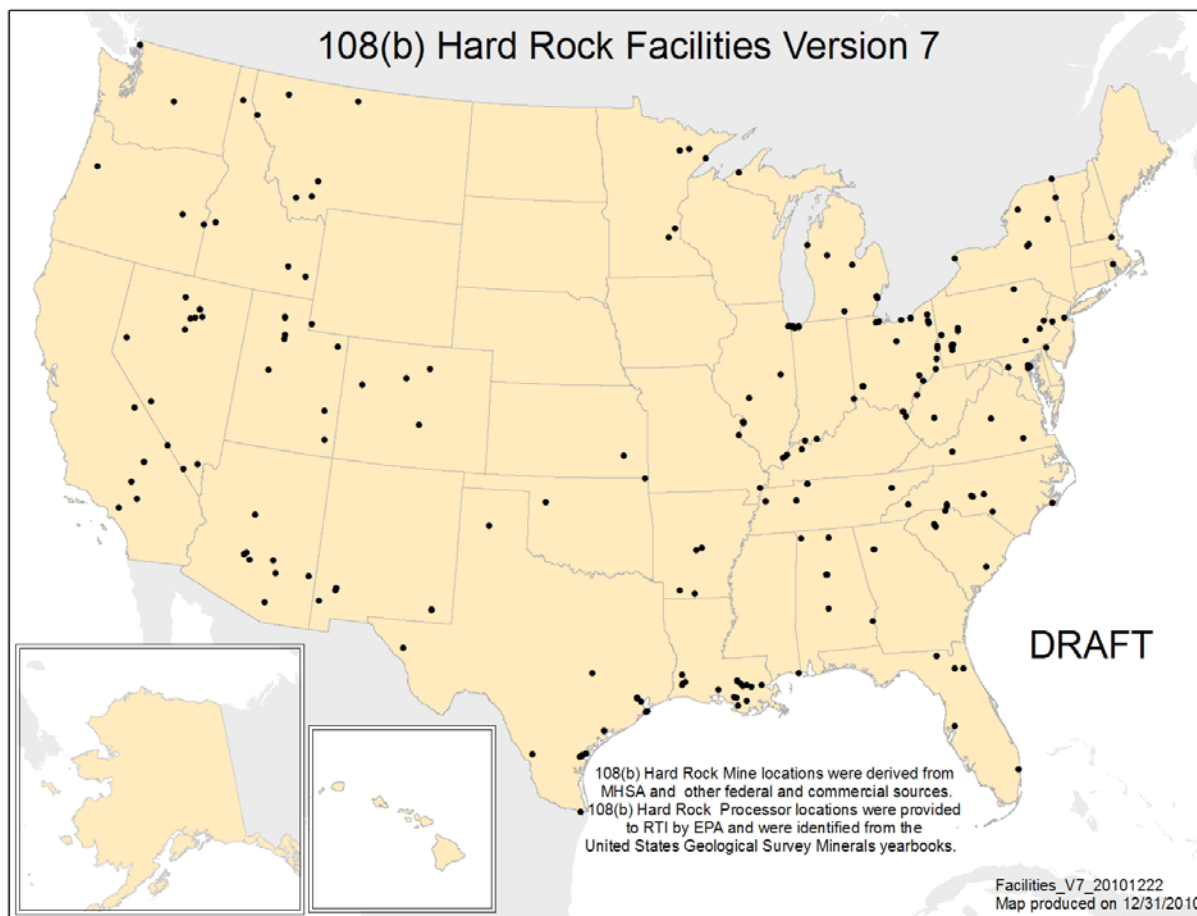 108(b) Hard Rock Facilities Version 7
DRAFT
108(b) Hard Rock Mine locations were derived from
MHSA and other federal and commercial sources.
108(b) Hard Rock Processor locations were provided
to RTI by EPA and were identified from the
United States Geological Survey Minerals yearbooks.
Facilities_V7_20101222
Map produced on 12/31/2010